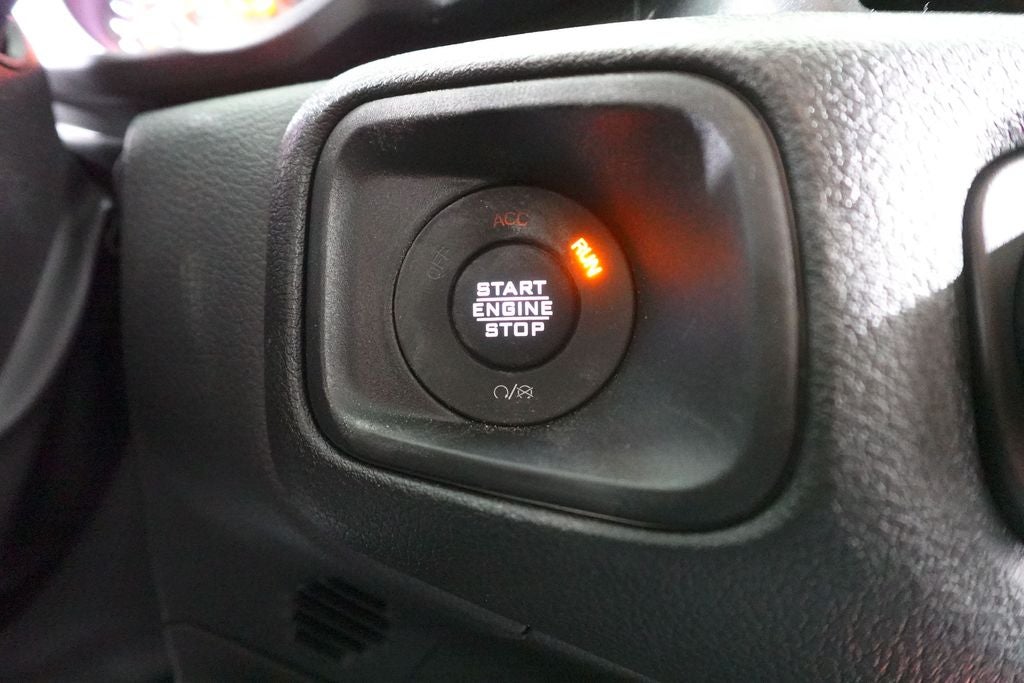 ACC
OFF
RUN
START
ENGINE
STOP